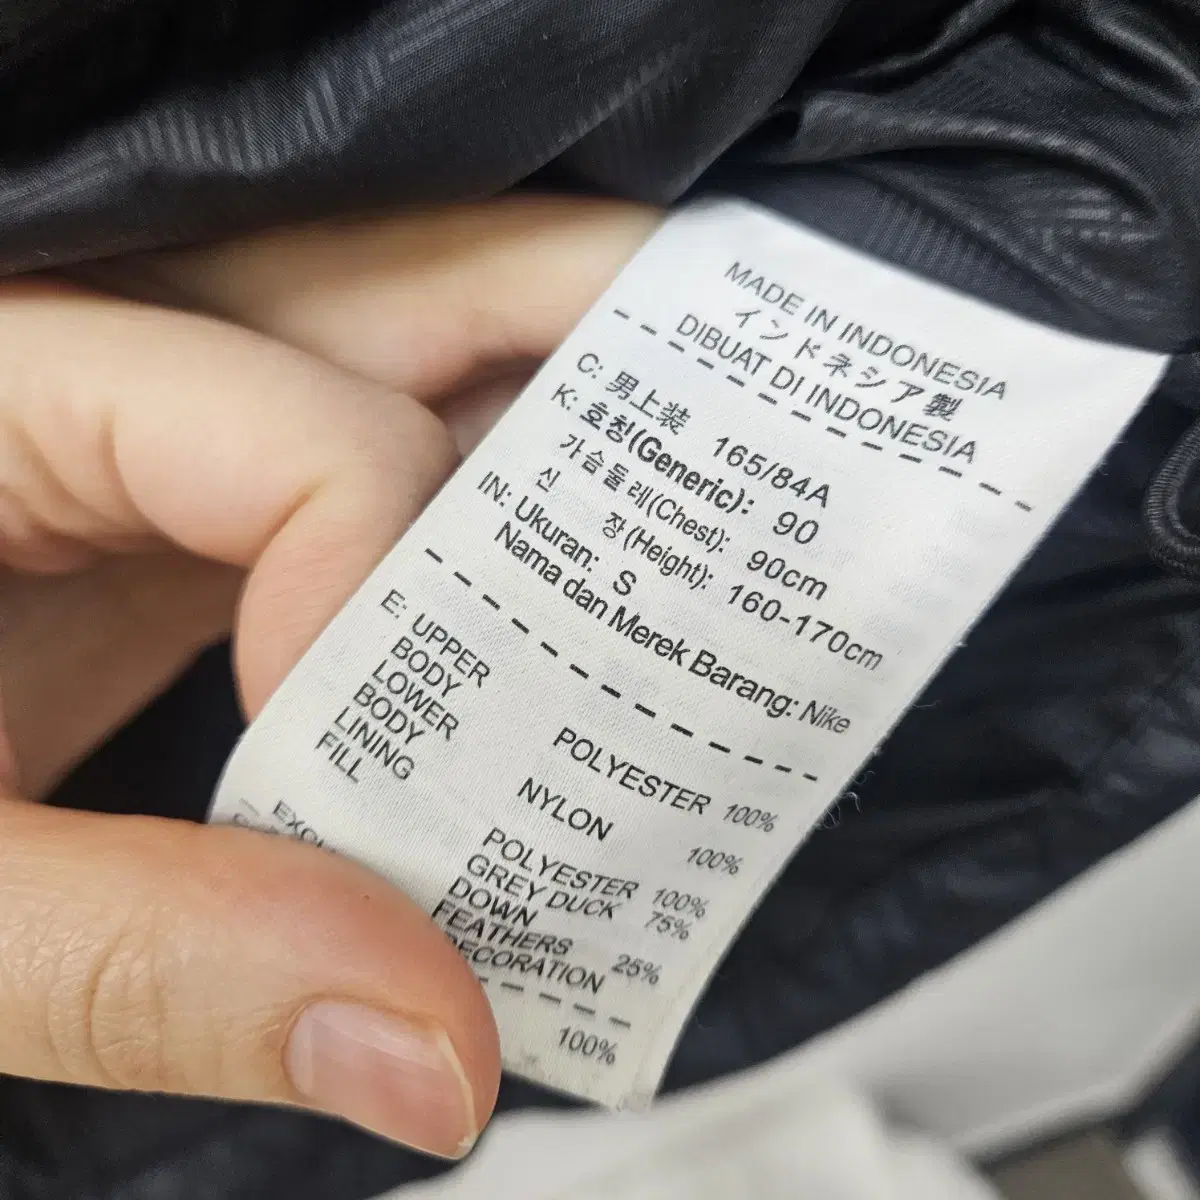 MADE IN INDONESIA
インドネシア製
DIBUAT DI INDONESIA
C: 男上装 165/84A
K: 호칭(Generic): 90
가슴둘레(Chest): 90cm
신 장(Height): 160-170cm
IN: Ukuran: S
Nama dan Merek Barang: Nike
E: UPPER
BODY POLYESTER 100%
LOWER
BODY NYLON 100%
LINING POLYESTER 100%
FILL GREY DUCK 75%
DOWN
FEATHERS 25%
DECORATION
100%